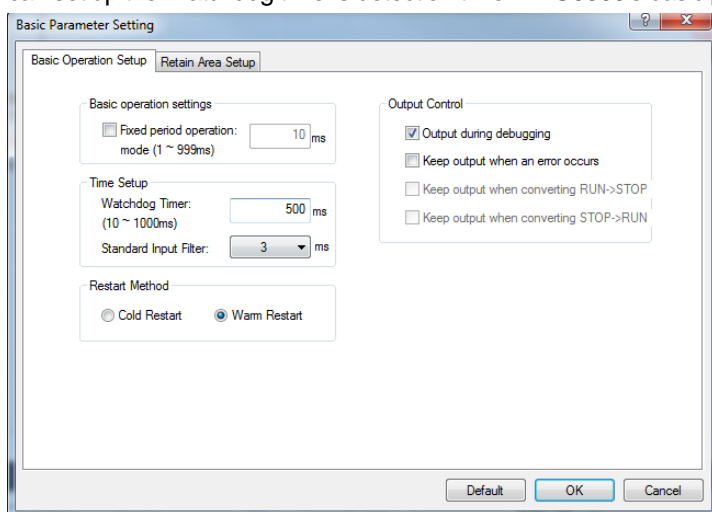 Basic Parameter Setting
Basic Operation Setup
Retain Area Setup
Basic operation settings
Fixed period operation:
mode (1 ~ 999ms)
10 ms
Time Setup
Watchdog Timer:
(10 ~ 1000ms)
500 ms
Standard Input Filter: 3 ms
Restart Method
Cold Restart
Warm Restart
Output Control
Output during debugging
Keep output when an error occurs
Keep output when converting RUN->STOP
Keep output when converting STOP->RUN
Default
OK
Cancel